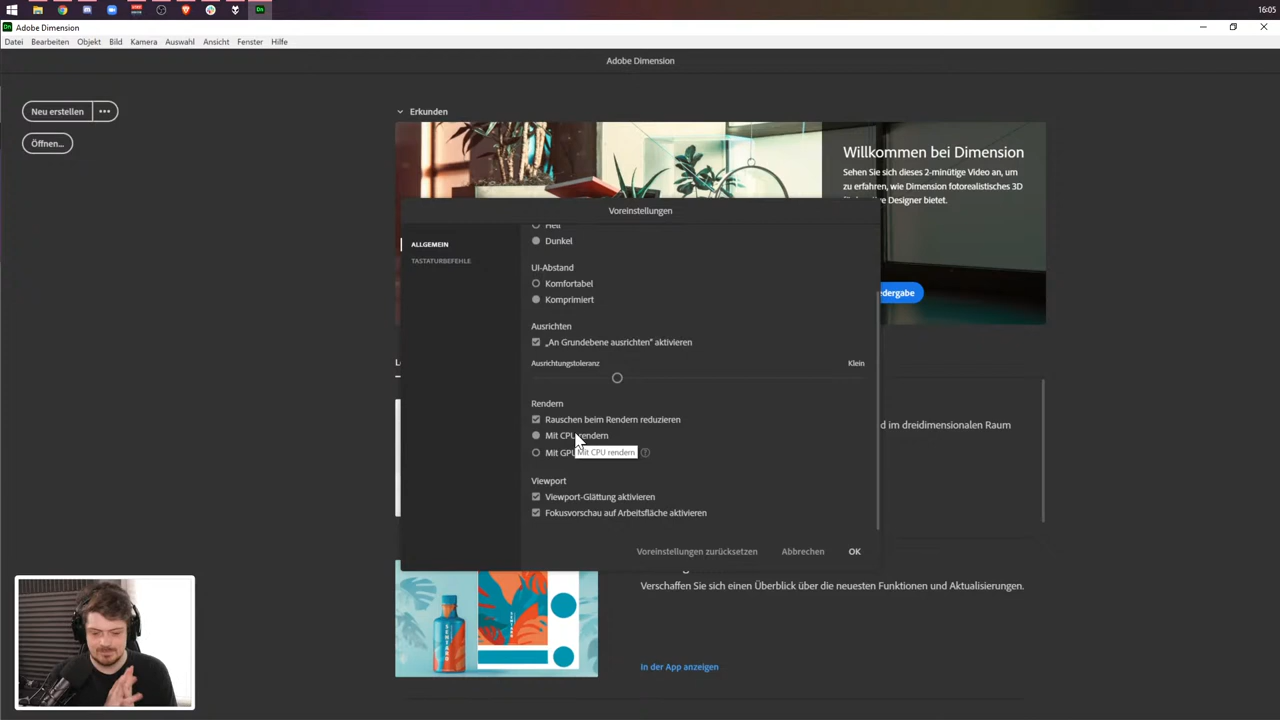 16:05
Adobe Dimension
Datei Bearbeiten Objekt Bild Kamera Auswahl Ansicht Fenster Hilfe
Adobe Dimension
Neu erstellen
Öffnen...
Erkunden
Willkommen bei Dimension
Sehen Sie sich dieses 2-minütige Video an, um
zu erfahren, wie Dimension fotorealistisches 3D
Designer bietet.
Voreinstellungen
ALLGEMEIN
TASTATURBEFEHLE
Hell
Dunkel
UI-Abstand
Komfortabel
Komprimiert
Ausrichten
„An Grundebene ausrichten" aktivieren
Ausrichtungstoleranz Klein
Rendern
Rauschen beim Rendern reduzieren
Mit CPU rendern
Mit GPU
Mit CPU rendern
Viewport
Viewport-Glättung aktivieren
Fokusvorschau auf Arbeitsfläche aktivieren
Voreinstellungen zurücksetzen Abbrechen OK
edergabe
d im dreidimensionalen Raum
Verschaffen Sie sich einen Überblick über die neuesten Funktionen und Aktualisierungen.
In der App anzeigen